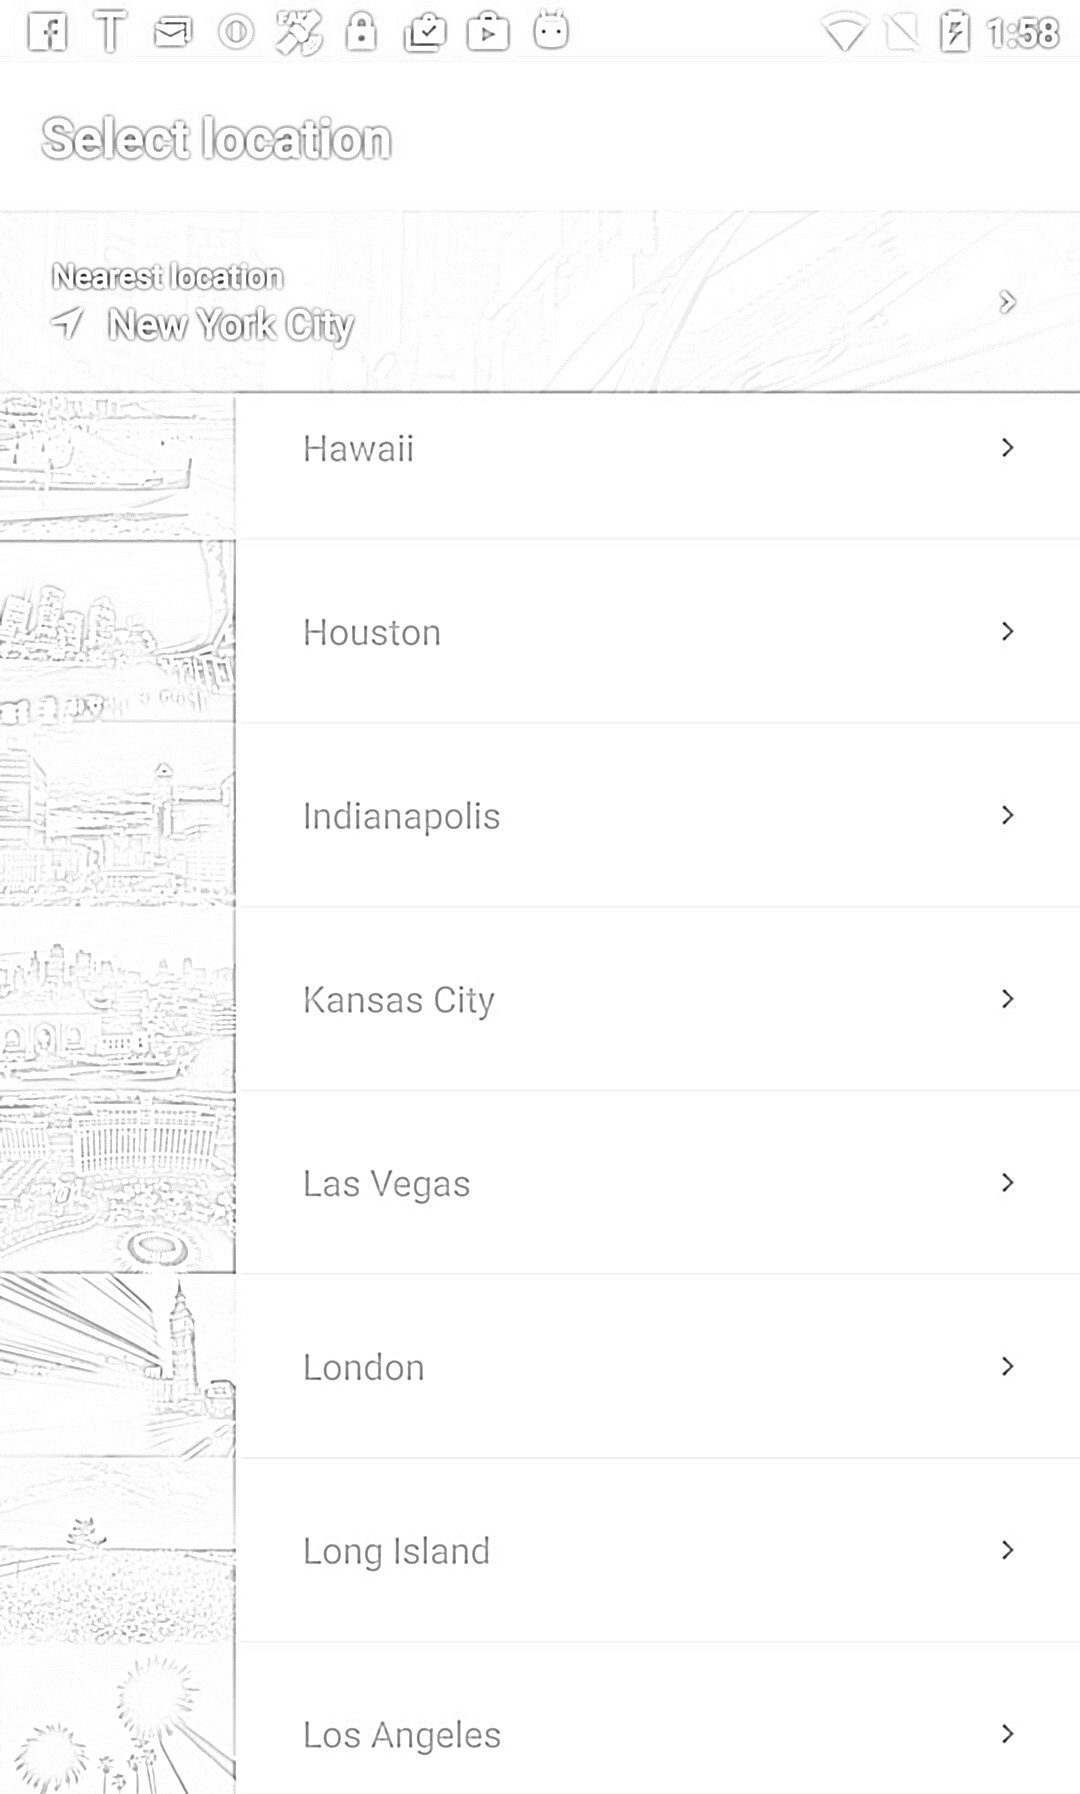 1:58
Select location
Nearest location
New York City
Hawaii
Houston
Indianapolis
Kansas City
Las Vegas
London
Long Island
Los Angeles